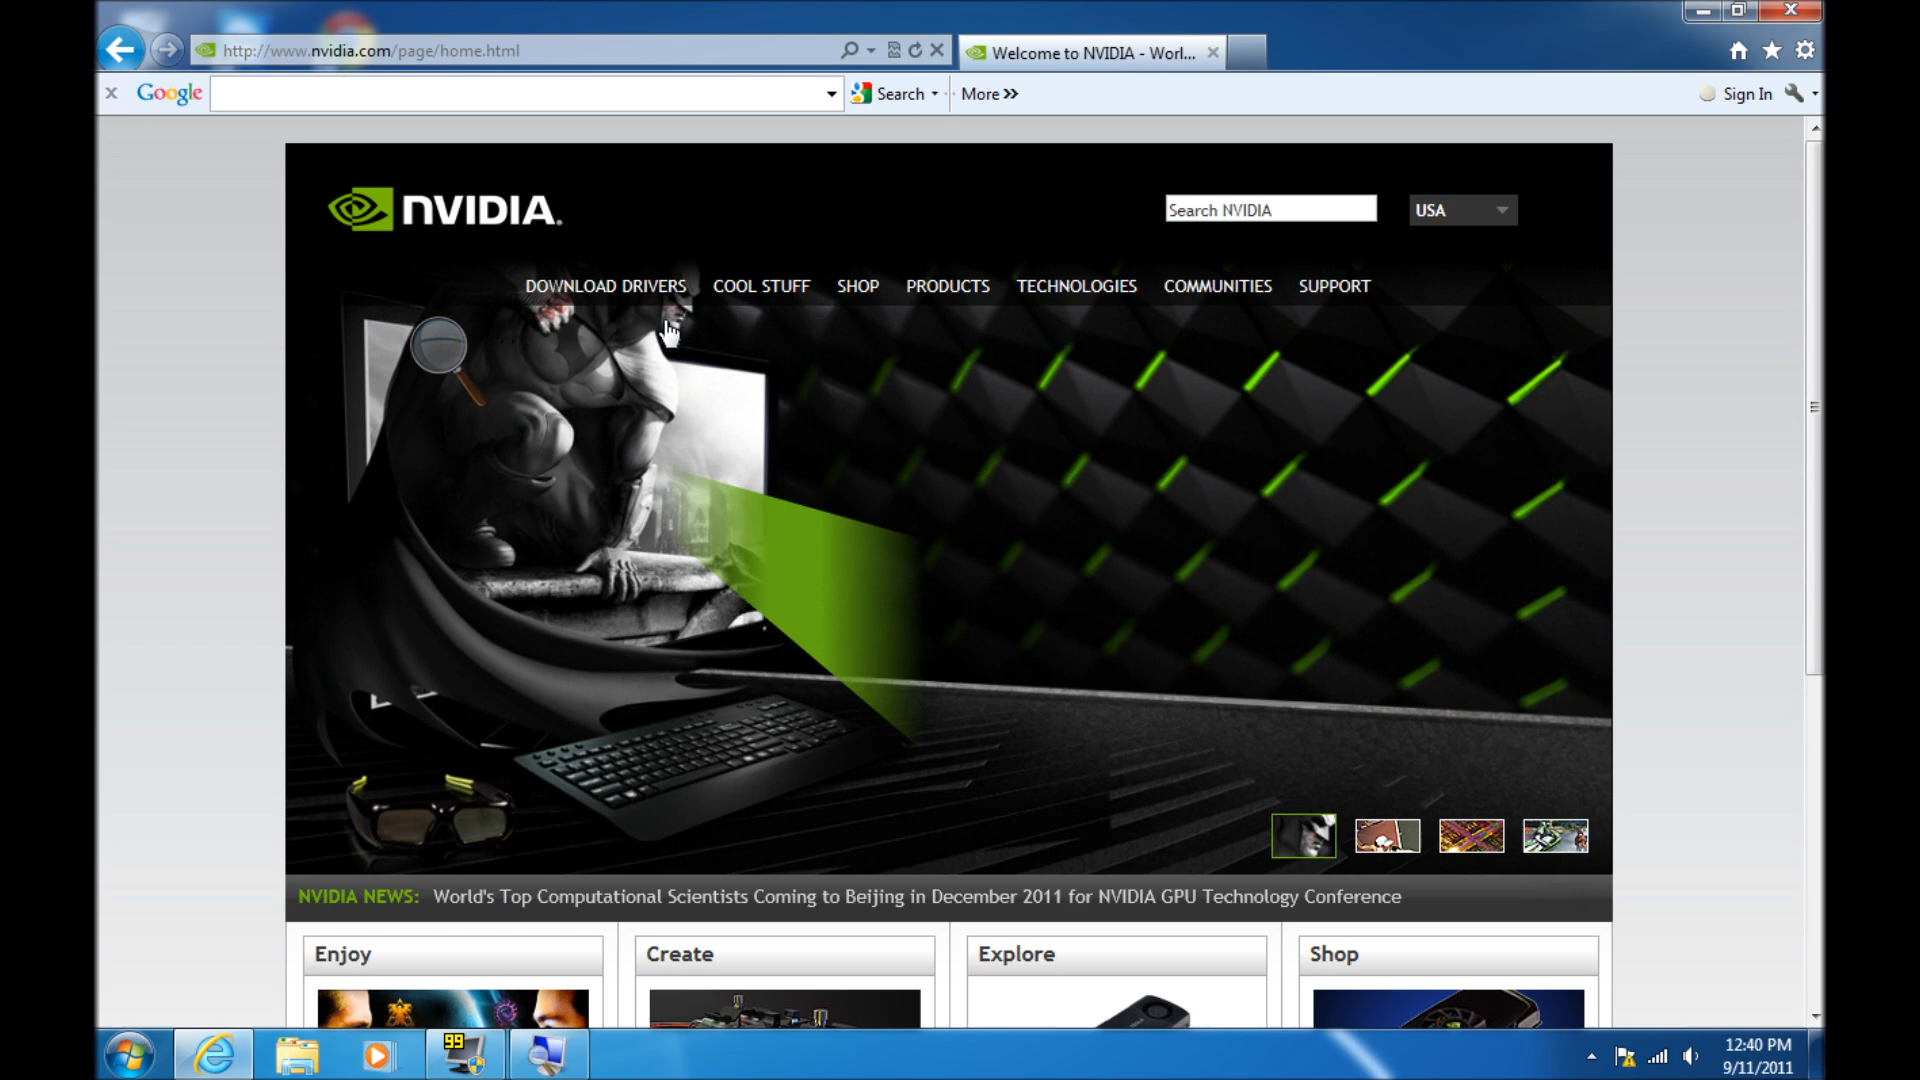 http://www.nvidia.com/page/home.html
Welcome to NVIDIA - Worl...
Google
Search
More
Sign In
NVIDIA.
Search NVIDIA
USA
DOWNLOAD DRIVERS COOL STUFF SHOP PRODUCTS TECHNOLOGIES COMMUNITIES SUPPORT
NVIDIA NEWS: World's Top Computational Scientists Coming to Beijing in December 2011 for NVIDIA GPU Technology Conference
Enjoy
Create
Explore
Shop
99
12:40 PM
9/11/2011